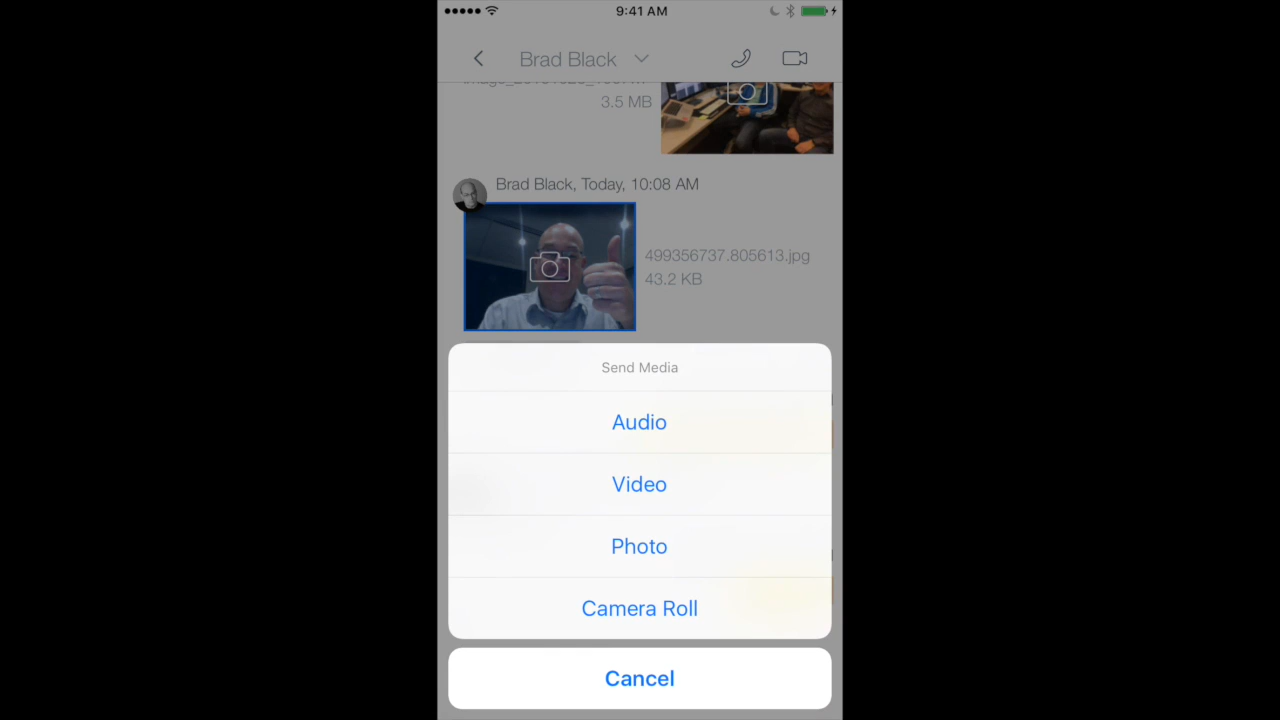 9:41 AM
Brad Black
3.5 MB
Brad Black, Today, 10:08 AM
499356737.805613.jpg
43.2 KB
Send Media
Audio
Video
Photo
Camera Roll
Cancel